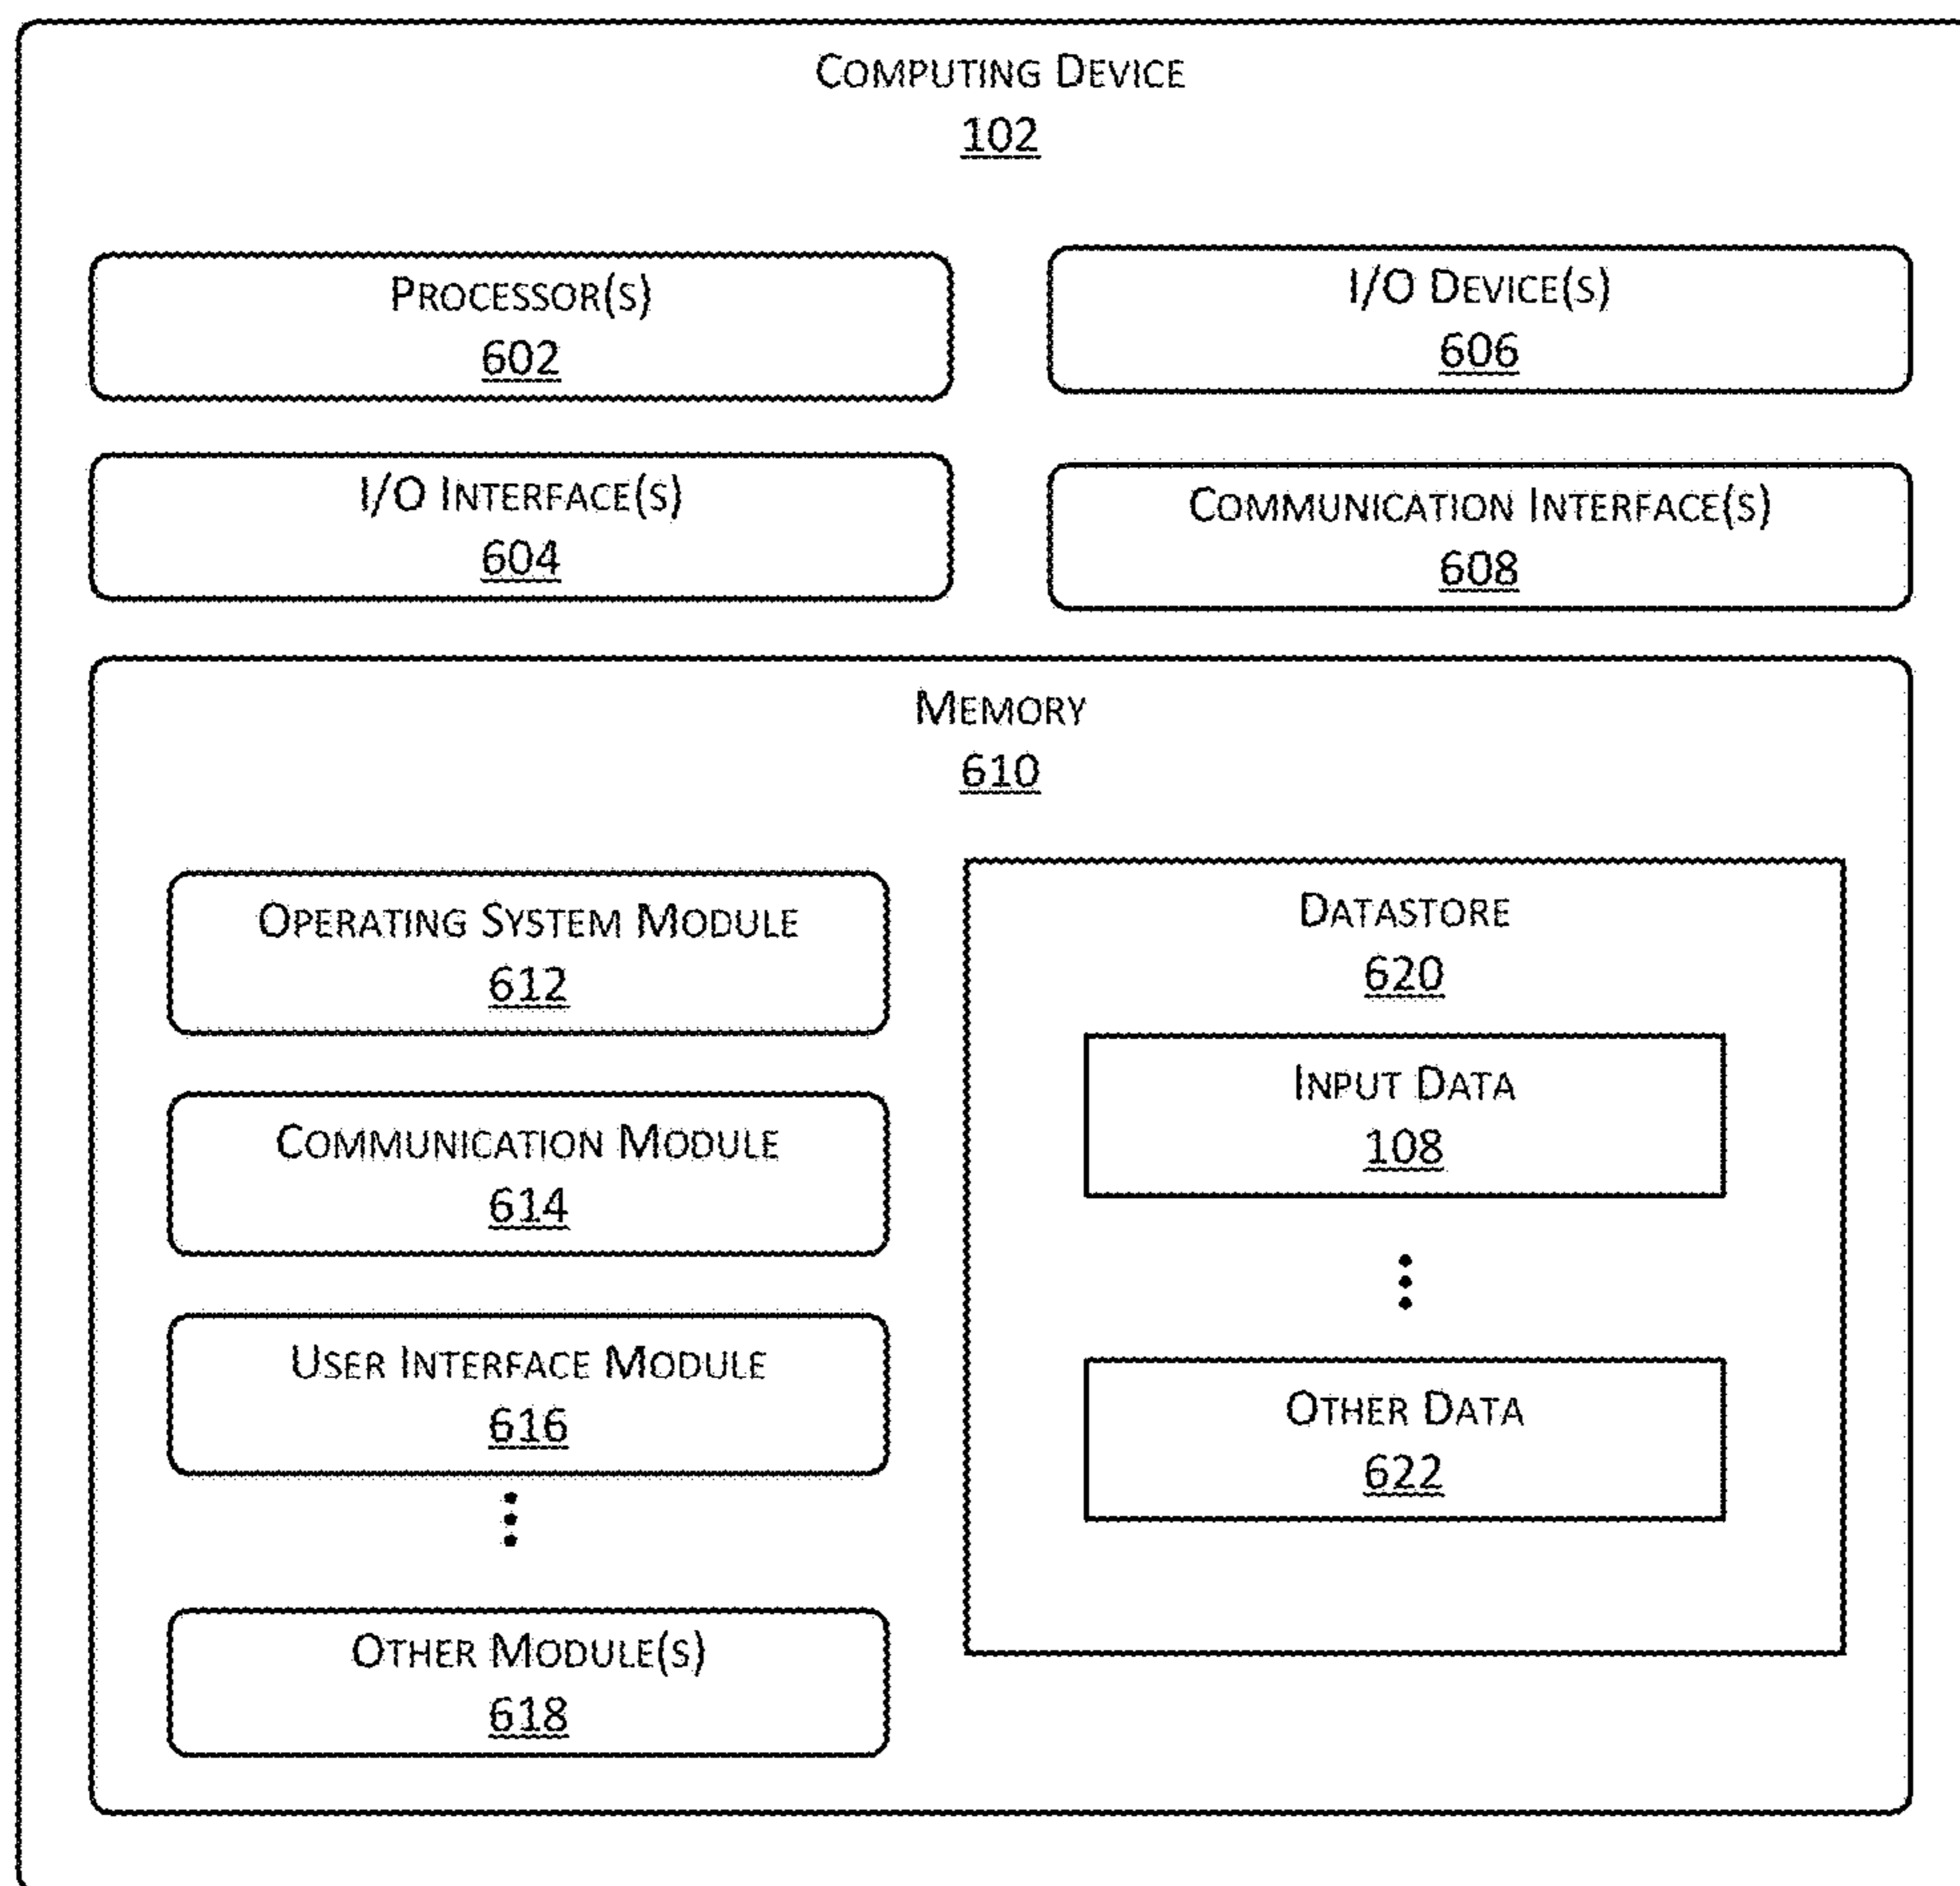 COMPUTING DEVICE
102
PROCESSOR(S)
602
I/O DEVICE(S)
606
I/O INTERFACE(S)
604
COMMUNICATION INTERFACE(S)
608
MEMORY
610
OPERATING SYSTEM MODULE
612
COMMUNICATION MODULE
614
USER INTERFACE MODULE
616
OTHER MODULE(S)
618
DATASTORE
620
INPUT DATA
108
OTHER DATA
622